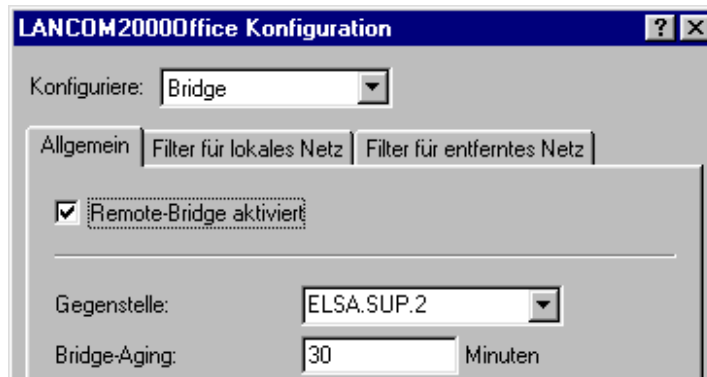 LANCOM2000Office Konfiguration
Konfiguriere: Bridge
Allgemein Filter für lokales Netz Filter für entferntes Netz
Remote-Bridge aktiviert
Gegenstelle: ELSA.SUP.2
Bridge-Aging: 30 Minuten